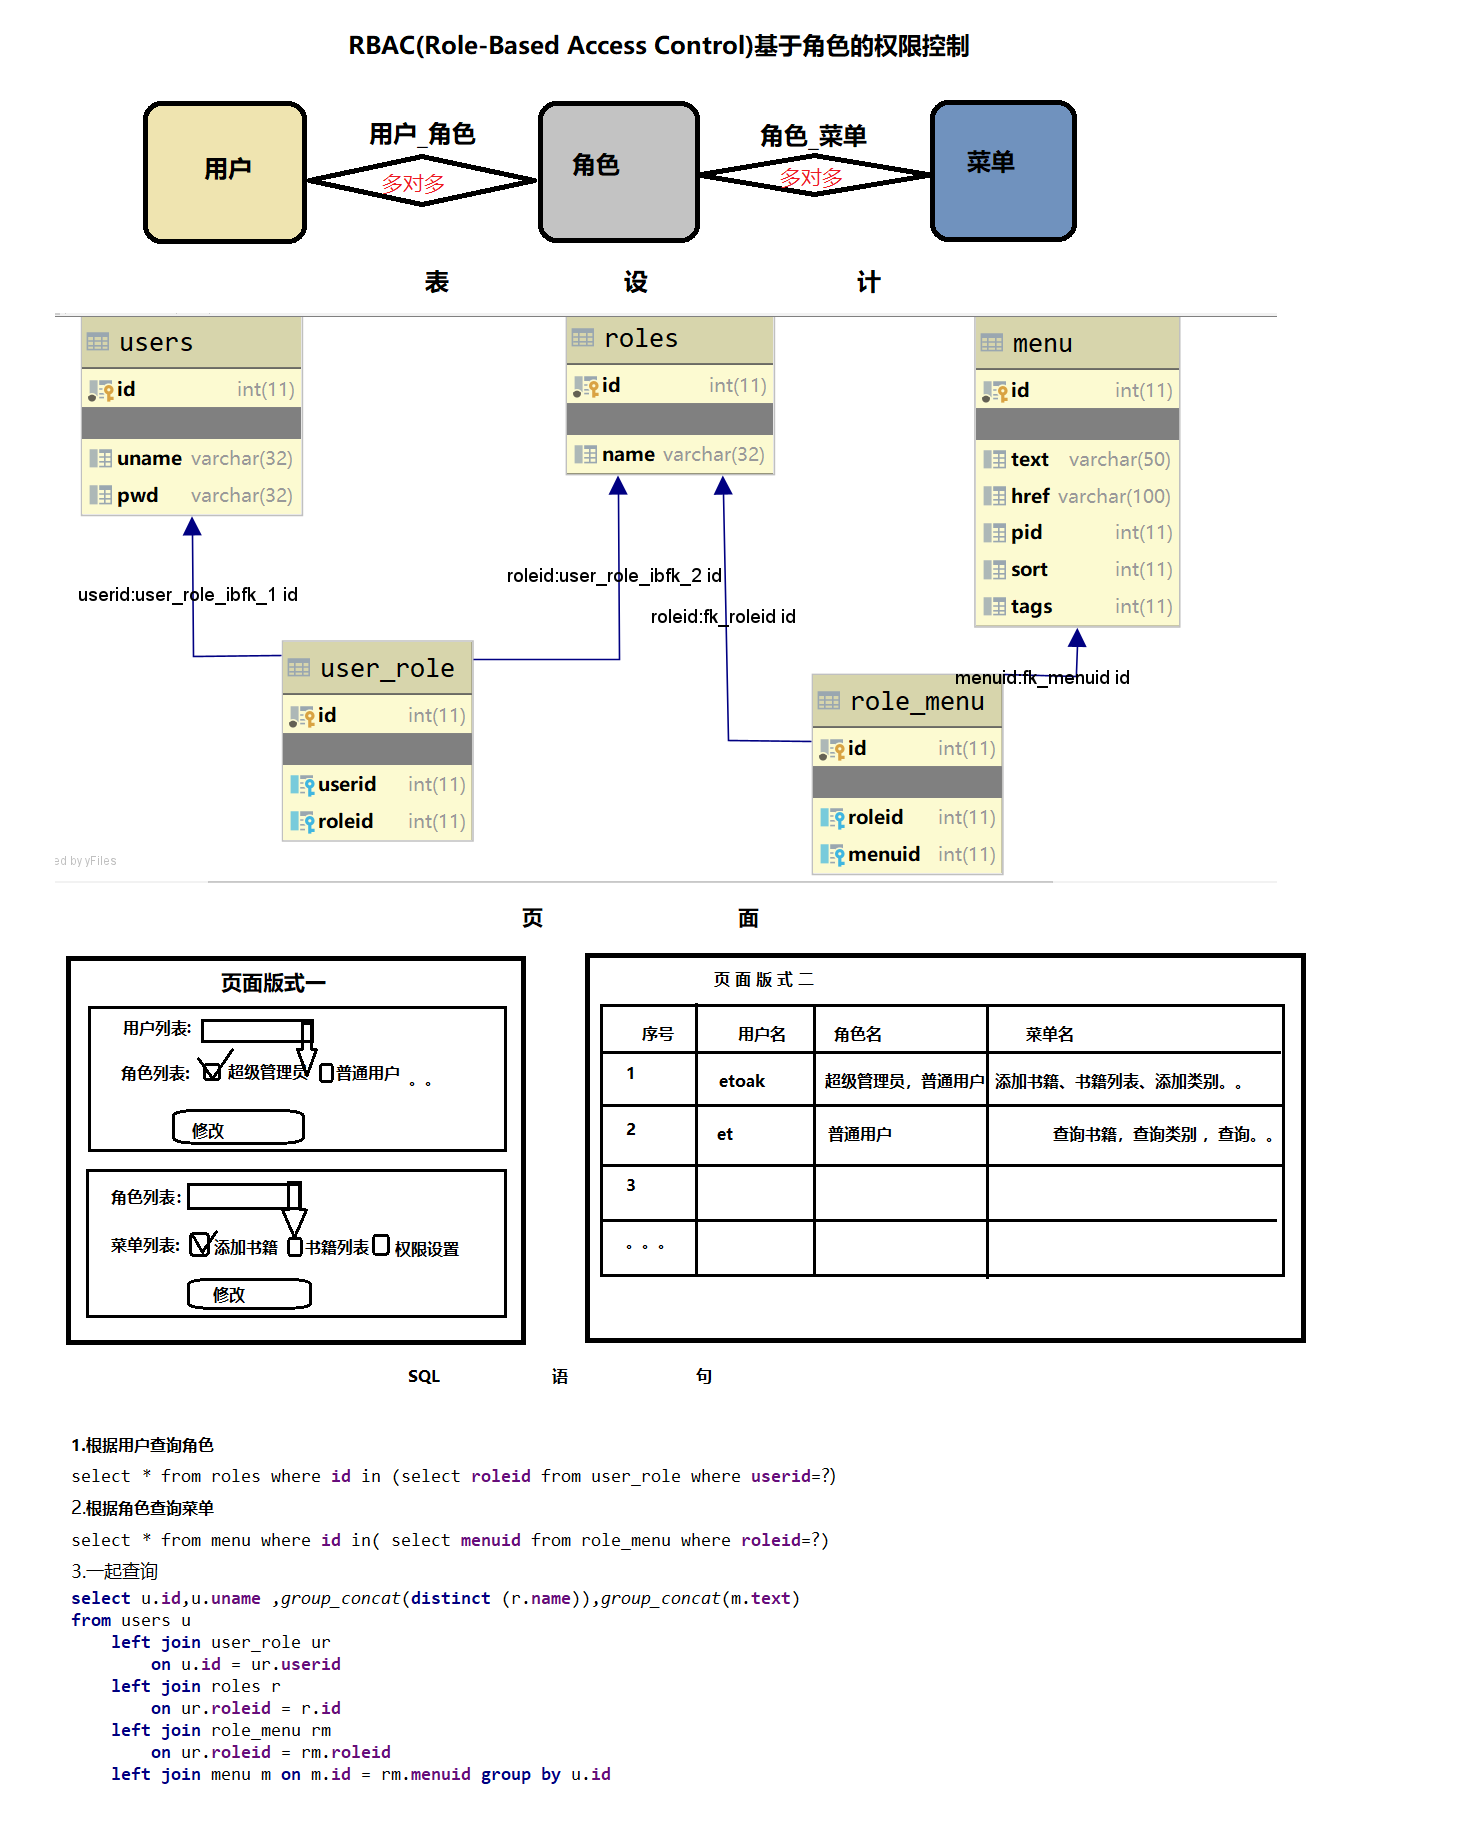 RBAC(Role-Based Access Control)基于角色的权限控制
用户_角色
角色_菜单
用户
多对多
角色
多对多
菜单
表 设 计
users
id int(11)
uname varchar(32)
pwd varchar(32)
roles
id int(11)
name varchar(32)
menu
id int(11)
text varchar(50)
href varchar(100)
pid int(11)
sort int(11)
tags int(11)
roleid:user_role_ibfk_2 id
userid:user_role_ibfk_1 id
roleid:fk_roleid id
menuid:fk_menuid id
user_role
id int(11)
userid int(11)
roleid int(11)
role_menu
id int(11)
roleid int(11)
menuid int(11)
ed by yFiles
页 面
页面版式一
用户列表:
角色列表: 超级管理员 普通用户 。。
修改
角色列表:
菜单列表: 添加书籍 书籍列表 权限设置
修改
页 面 版 式 二
序号 用户名 角色名 菜单名
1 etoak 超级管理员，普通用户 添加书籍、书籍列表、添加类别。。
2 et 普通用户 查询书籍，查询类别 ，查询。。
3
。。。
SQL 语 句
1.根据用户查询角色
select * from roles where id in (select roleid from user_role where userid=?)
2.根据角色查询菜单
select * from menu where id in( select menuid from role_menu where roleid=?)
3.一起查询
select u.id,u.uname ,group_concat(distinct (r.name)),group_concat(m.text)
from users u
left join user_role ur
on u.id = ur.userid
left join roles r
on ur.roleid = r.id
left join role_menu rm
on ur.roleid = rm.roleid
left join menu m on m.id = rm.menuid group by u.id